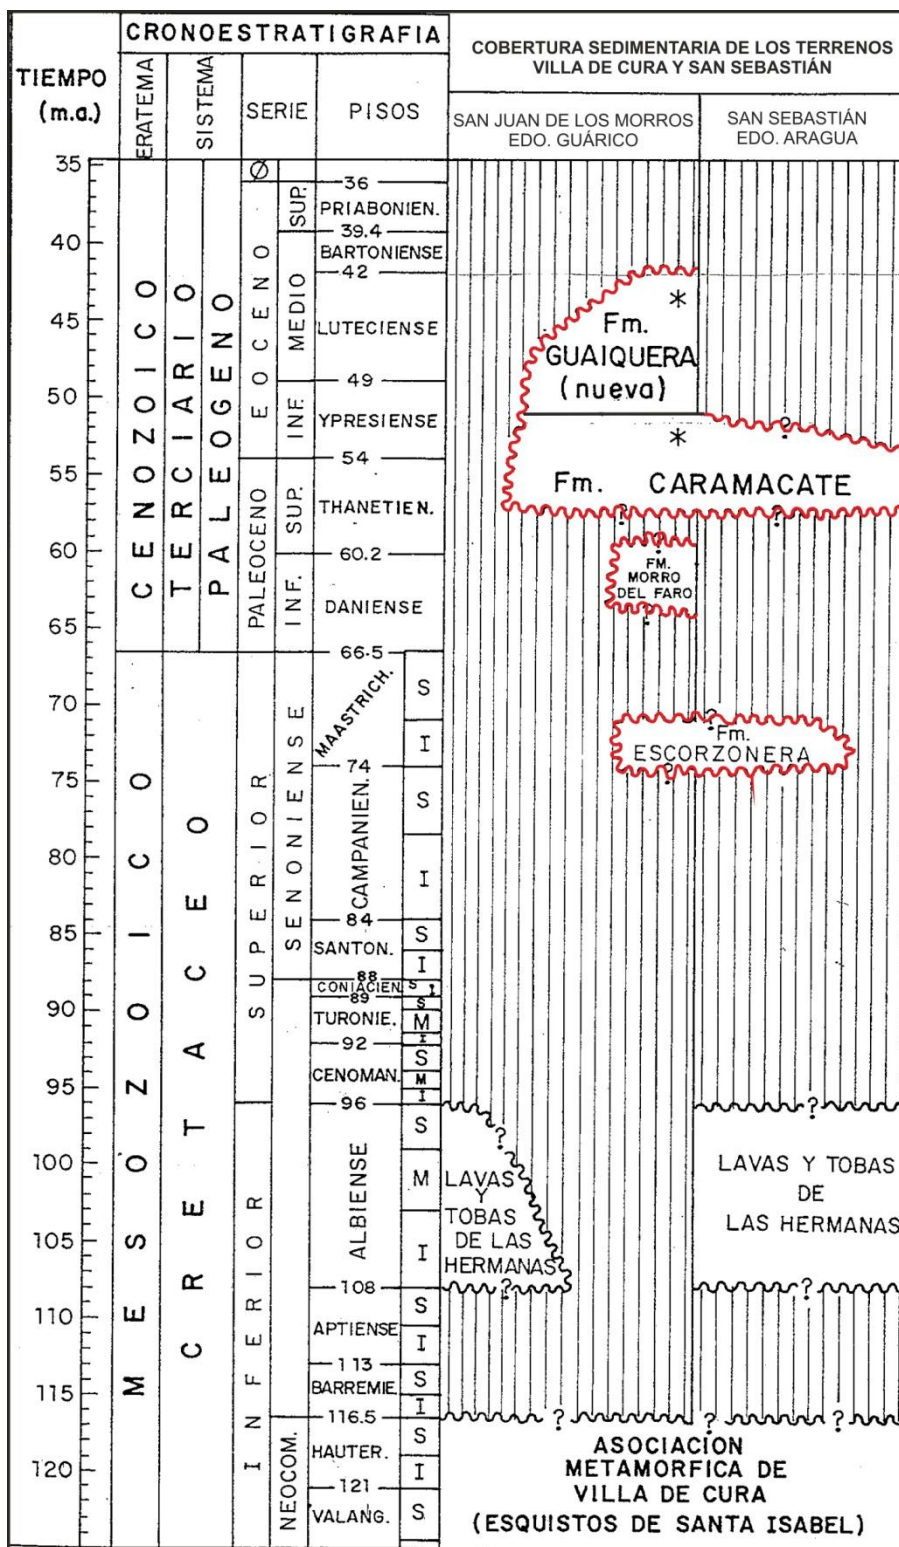 CRONOESTRATIGRAFIA
COBERTURA SEDIMENTARIA DE LOS TERRENOS
VILLA DE CURA Y SAN SEBASTIÁN
TIEMPO
(m.a.)
ERATEMA
SISTEMA
SERIE
PISOS
SAN JUAN DE LOS MORROS
EDO. GUÁRICO
SAN SEBASTIÁN
EDO. ARAGUA
35
40
45
50
55
60
65
70
75
80
85
90
95
100
105
110
115
120
CENOZOICO
MESOZOICO
TERCIARIO
PALEOGENO
CRETACEO
Ø
EOCENO
SUP.
MEDIO
INF.
PALEOCENO
SUP.
INF.
SUPERIOR
SENONIENSE
INFERIOR
NEOCOM.
36
PRIABONIEN.
39.4
BARTONIENSE
42
LUTECIENSE
49
YPRESIENSE
54
THANETIEN.
60.2
DANIENSE
66.5
MAASTRICH.
S
I
74
CAMPANIEN.
S
I
84
SANTON.
S
I
88
CONIACIEN
S
I
89
TURONIE.
S
M
I
92
CENOMAN.
S
M
I
96
ALBIENSE
S
M
I
108
APTIENSE
S
I
113
BARREMIE.
S
I
116.5
HAUTER.
S
I
121
VALANG.
S
*
Fm.
GUAIQUERA
(nueva)
?
*
Fm. CARAMACATE
? ?
?
FM.
MORRO
DEL FARO
?
?
Fm.
ESCORZONERA
?
?
LAVAS
Y
TOBAS
DE LAS
HERMANAS
?
?
LAVAS Y TOBAS
DE
LAS HERMANAS
?
? ? ?
ASOCIACION
METAMORFICA DE
VILLA DE CURA
(ESQUISTOS DE SANTA ISABEL)